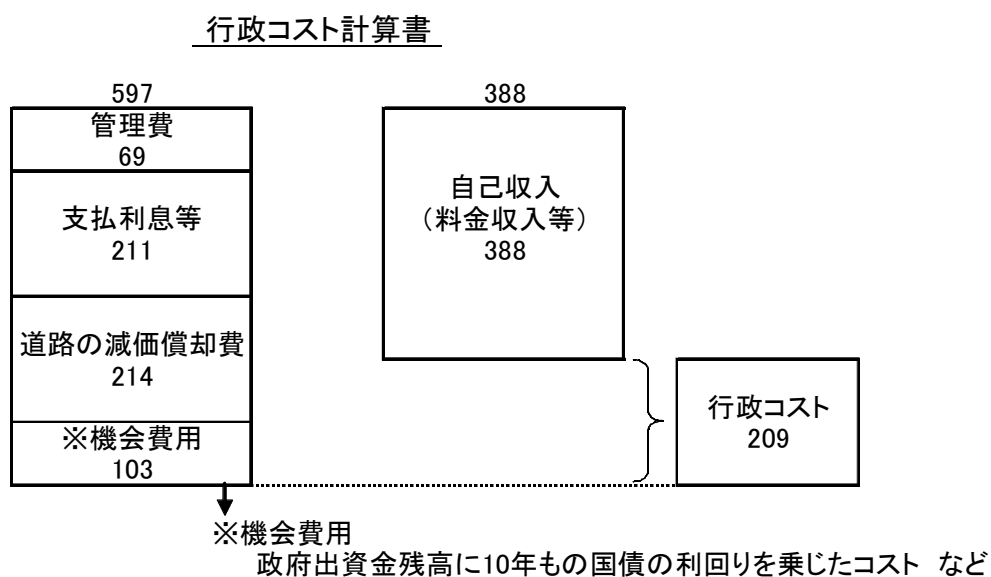 行政コスト計算書
597
管理費
69
支払利息等
211
道路の減価償却費
214
※機会費用
103
388
自己収入
（料金収入等）
388
行政コスト
209
※機会費用
政府出資金残高に10年もの国債の利回りを乗じたコスト　など